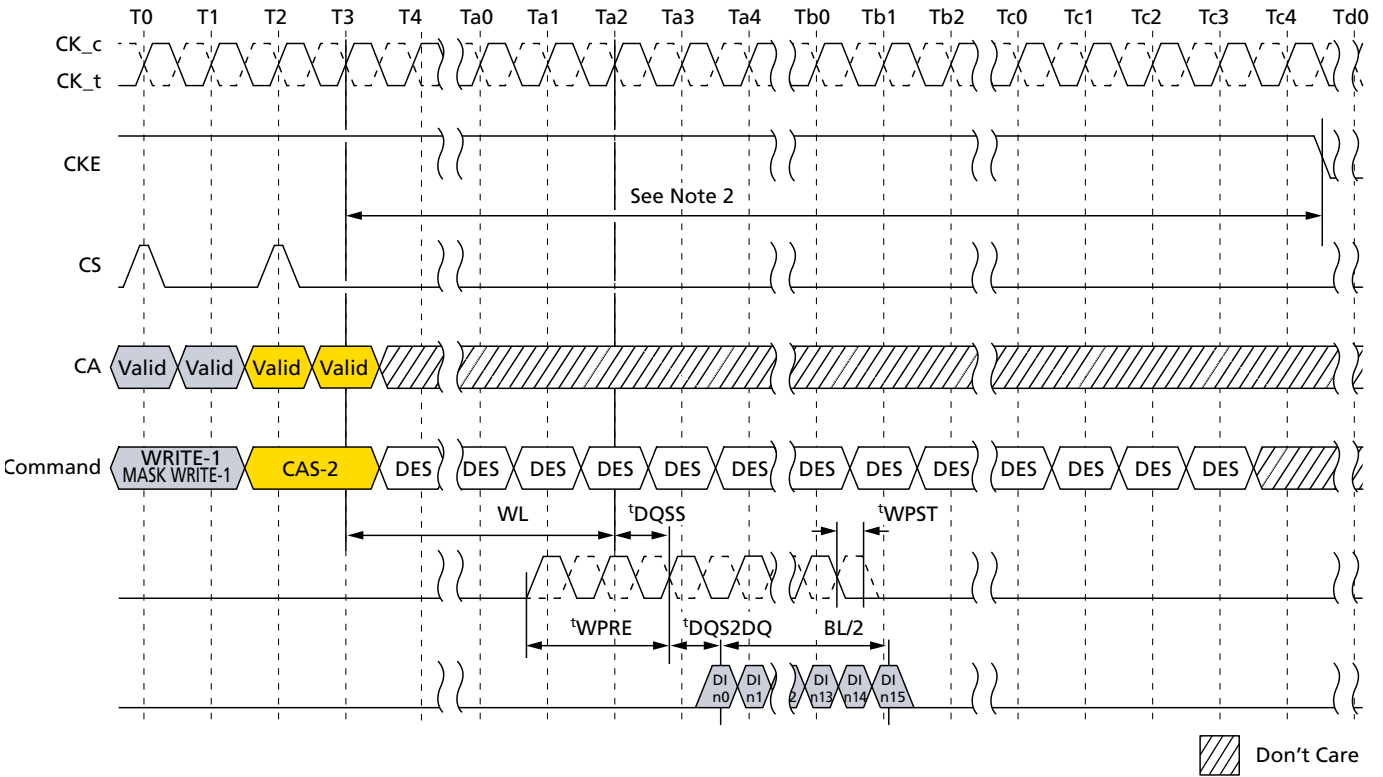 T0 T1 T2 T3 T4 Ta0 Ta1 Ta2 Ta3 Ta4 Tb0 Tb1 Tb2 Tc0 Tc1 Tc2 Tc3 Tc4 Td0
CK_c
CK_t
CKE
See Note 2
CS
CA Valid Valid Valid Valid
Command WRITE-1 MASK WRITE-1 CAS-2 DES DES DES DES DES DES DES DES DES DES DES DES DES
WL tDQSS tWPST
tWPRE tDQS2DQ BL/2
DI n0 DI n1 2 DI n13 DI n14 DI n15
Don't Care